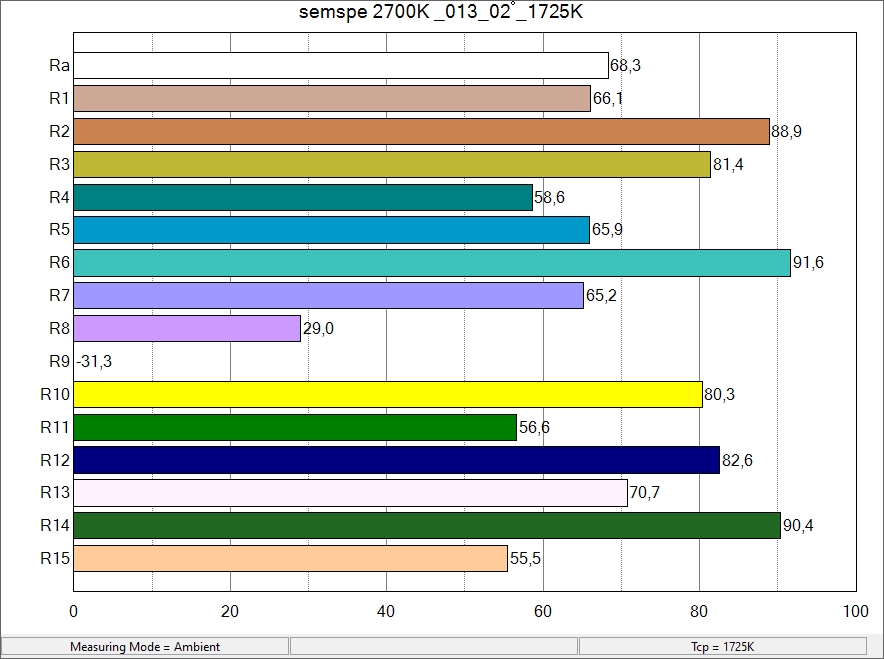 semspe 2700K _013_02°_1725K
Ra 68,3
R1 66,1
R2 88,9
R3 81,4
R4 58,6
R5 65,9
R6 91,6
R7 65,2
R8 29,0
R9 -31,3
R10 80,3
R11 56,6
R12 82,6
R13 70,7
R14 90,4
R15 55,5
0 20 40 60 80 100
Measuring Mode = Ambient Tcp = 1725K